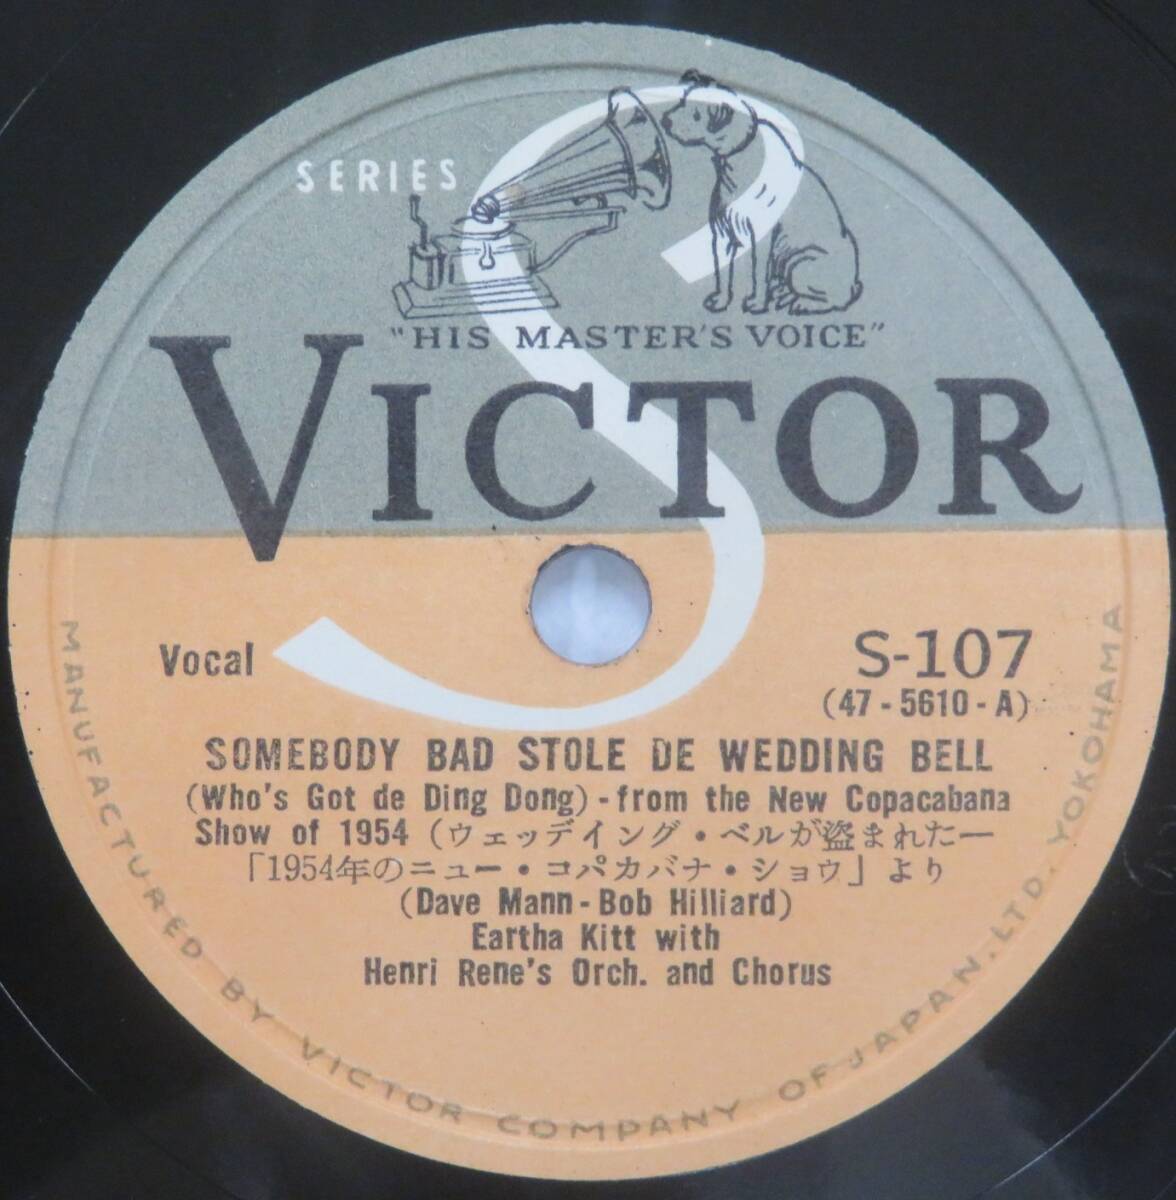 SERIES
S
"HIS MASTER'S VOICE"
VICTOR
Vocal
S-107
(47-5610-A)
SOMEBODY BAD STOLE DE WEDDING BELL
(Who's Got de Ding Dong)-from the New Copacabana
Show of 1954 (ウェッデイング・ベルが盗まれたー
「1954年のニュー・コパカバナ・ショウ」より
(Dave Mann-Bob Hilliard)
Eartha Kitt with
Henri Rene's Orch. and Chorus
MANUFACTURED BY VICTOR COMPANY OF JAPAN, LTD. YOKOHAMA